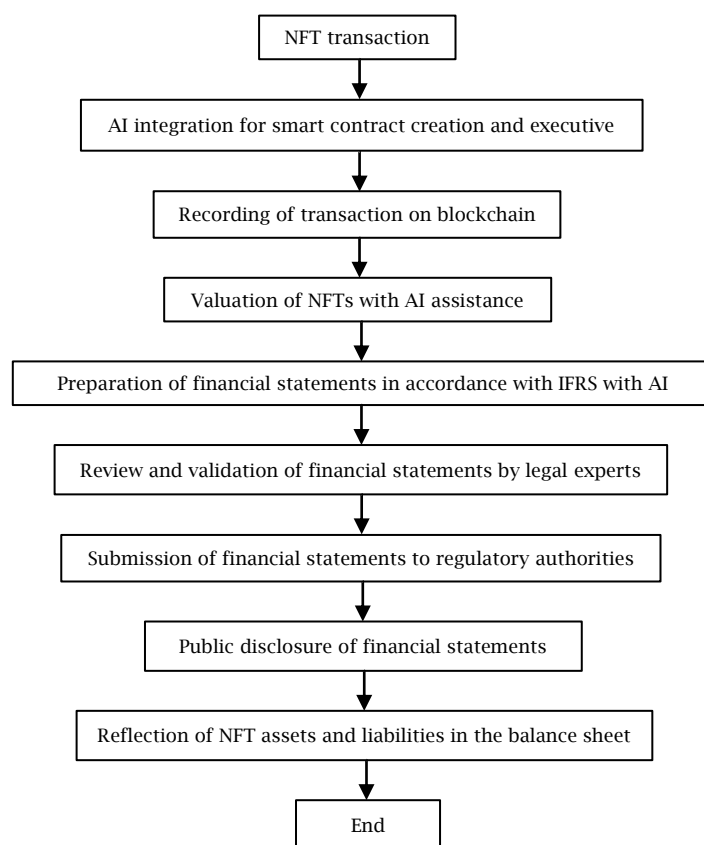 NFT transaction
AI integration for smart contract creation and executive
Recording of transaction on blockchain
Valuation of NFTs with AI assistance
Preparation of financial statements in accordance with IFRS with AI
Review and validation of financial statements by legal experts
Submission of financial statements to regulatory authorities
Public disclosure of financial statements
Reflection of NFT assets and liabilities in the balance sheet
End